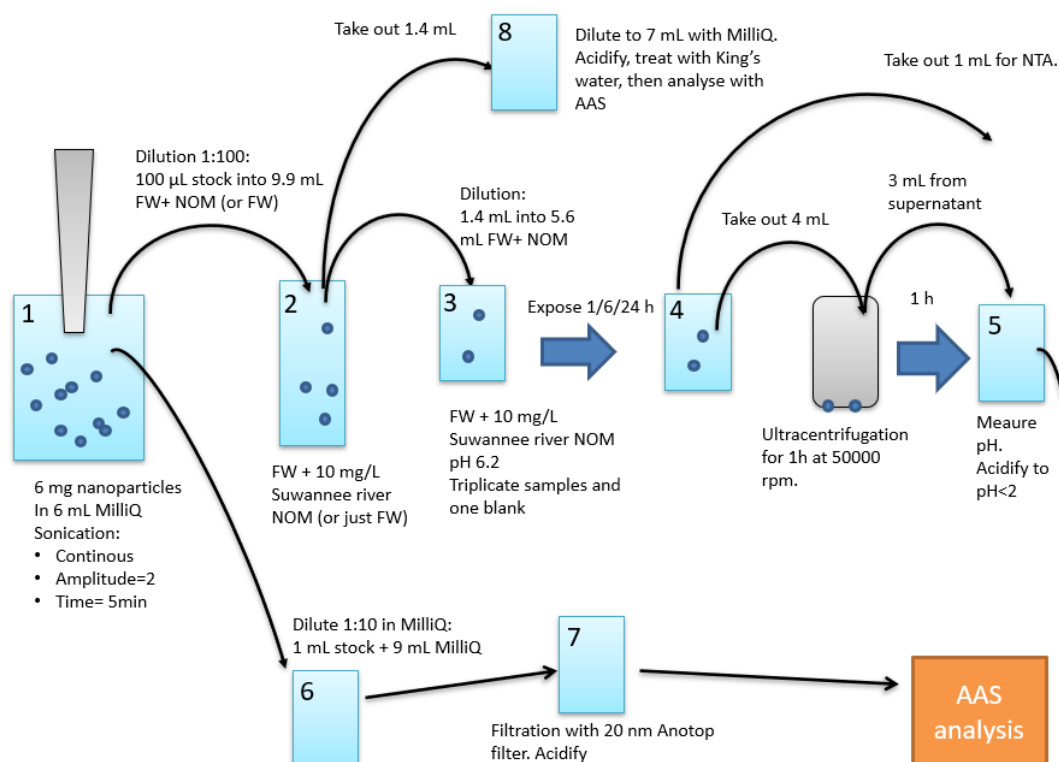 Take out 1.4 mL
8
Dilute to 7 mL with MilliQ.
Acidify, treat with King's
water, then analyse with
AAS
Take out 1 mL for NTA.
Dilution 1:100:
100 µL stock into 9.9 mL
FW+ NOM (or FW)
Dilution:
1.4 mL into 5.6
mL FW+ NOM
Take out 4 mL
3 mL from
supernatant
1
2
3
Expose 1/6/24 h
4
1 h
5
6 mg nanoparticles
In 6 mL MilliQ
Sonication:
• Continous
• Amplitude=2
• Time= 5min
FW + 10 mg/L
Suwannee river
NOM (or just FW)
FW + 10 mg/L
Suwannee river NOM
pH 6.2
Triplicate samples and
one blank
Ultracentrifugation
for 1h at 50000
rpm.
Meaure
pH.
Acidify to
pH<2
Dilute 1:10 in MilliQ:
1 mL stock + 9 mL MilliQ
6
7
Filtration with 20 nm Anotop
filter. Acidify
AAS
analysis